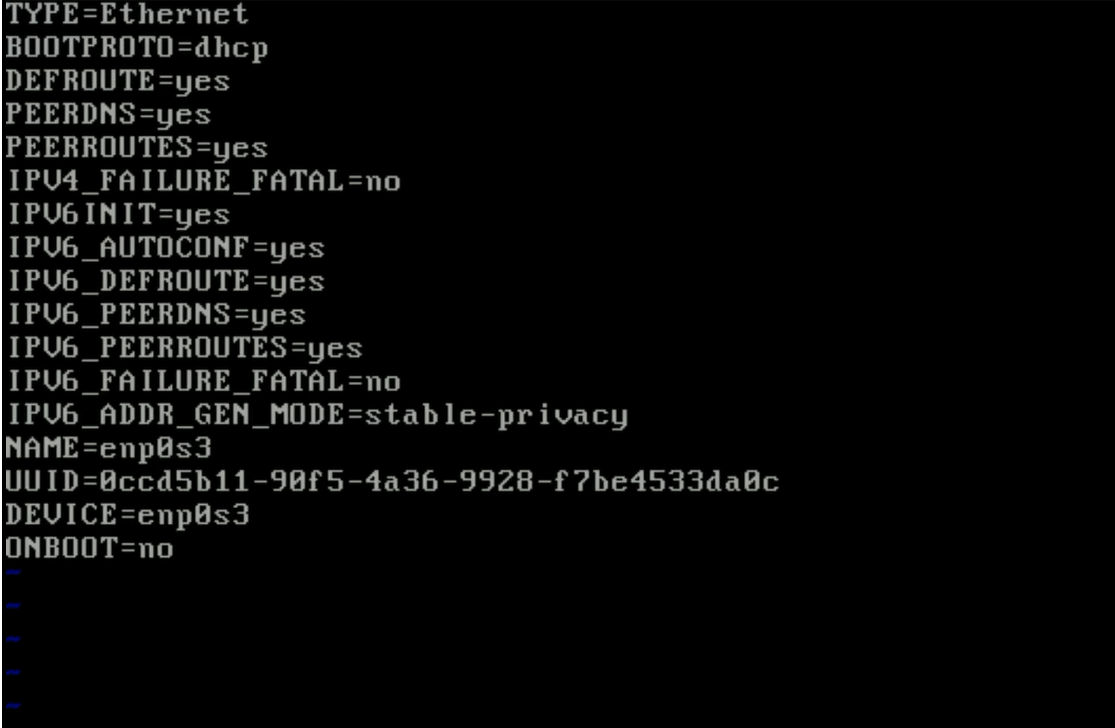 TYPE=Ethernet
BOOTPROTO=dhcp
DEFROUTE=yes
PEERDNS=yes
PEERROUTES=yes
IPV4_FAILURE_FATAL=no
IPV6INIT=yes
IPV6_AUTOCONF=yes
IPV6_DEFROUTE=yes
IPV6_PEERDNS=yes
IPV6_PEERROUTES=yes
IPV6_FAILURE_FATAL=no
IPV6_ADDR_GEN_MODE=stable-privacy
NAME=enp0s3
UUID=0ccd5b11-90f5-4a36-9928-f7be4533da0c
DEVICE=enp0s3
ONBOOT=no
~
~
~
~
~